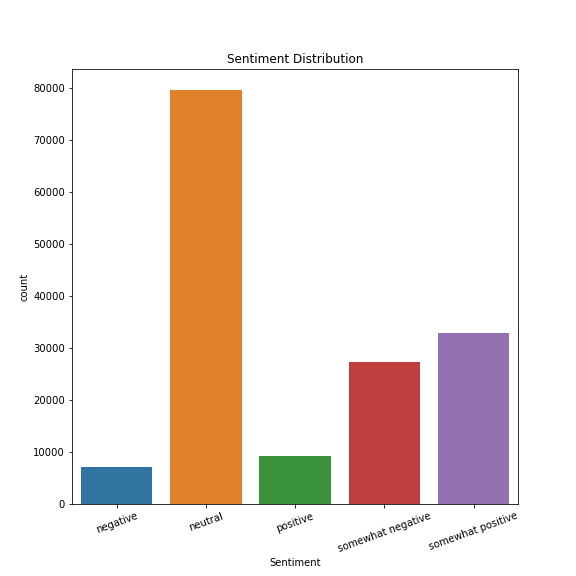 Sentiment Distribution
80000
70000
60000
50000
40000
30000
20000
10000
0
count
negative
neutral
positive
somewhat negative
somewhat positive
Sentiment